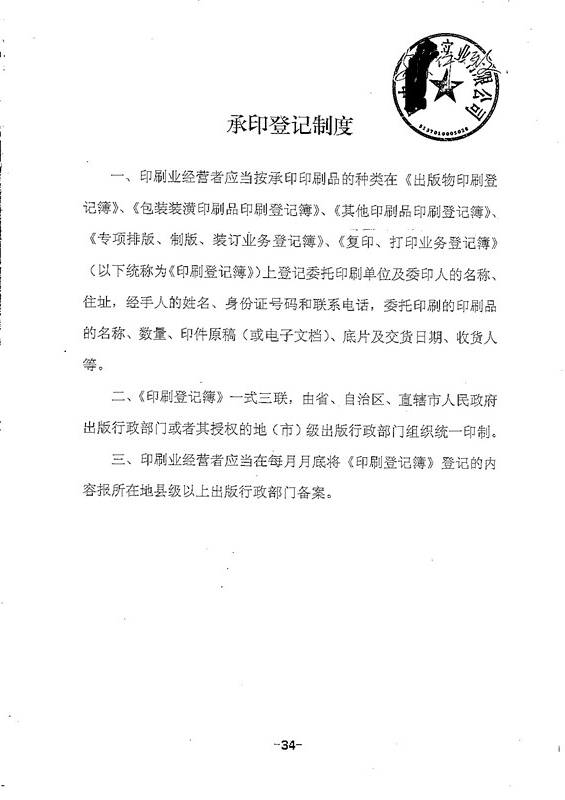 业
限公司
承印登记制度
一、印刷业经营者应当按承印印刷品的种类在《出版物印刷登
记簿》、《包装装潢印刷品印刷登记簿》、《其他印刷品印刷登记簿》、
《专项排版、制版、装订业务登记簿》、《复印、打印业务登记簿》
（以下统称为《印刷登记簿》）上登记委托印刷单位及委印人的名称、
住址，经手人的姓名、身份证号码和联系电话，委托印刷的印刷品
的名称、数量、印件原稿（或电子文档）、底片及交货日期、收货人
等。
二、《印刷登记簿》一式三联，由省、自治区、直辖市人民政府
出版行政部门或者其授权的地（市）级出版行政部门组织统一印制。
三、印刷业经营者应当在每月月底将《印刷登记簿》登记的内
容报所在地县级以上出版行政部门备案。
-34-